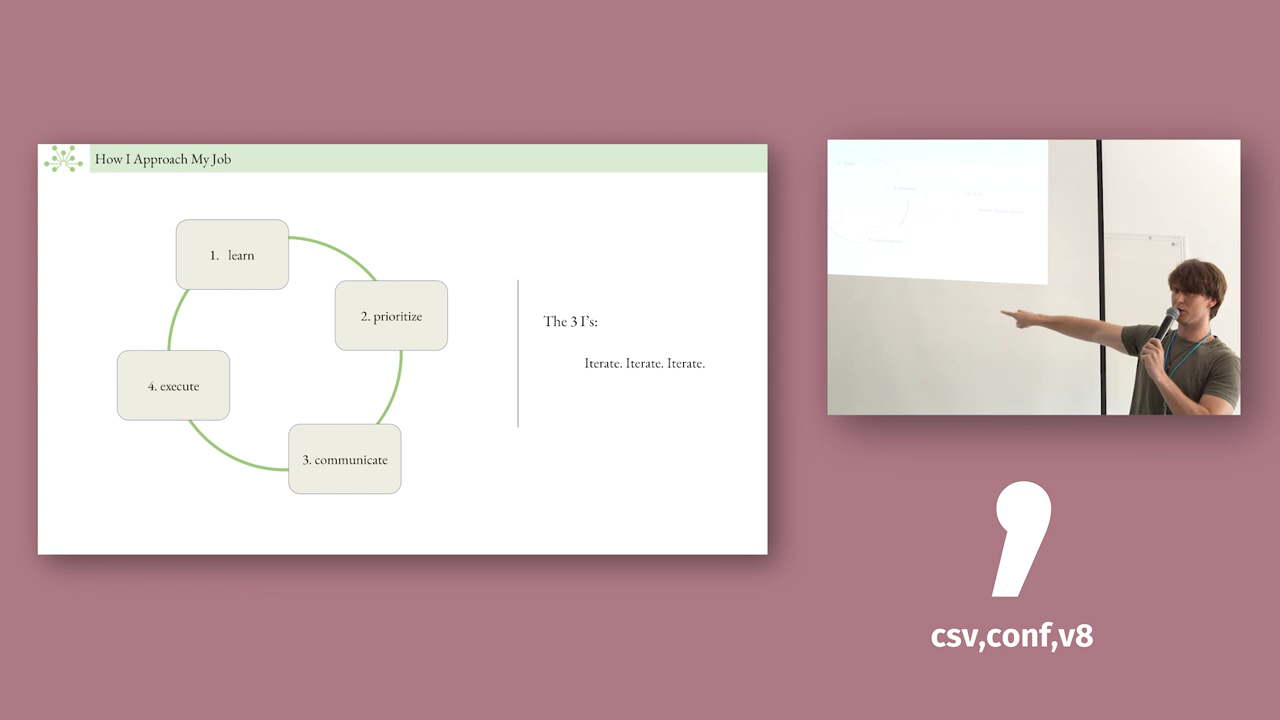 How I Approach My Job
1. learn
2. prioritize
4. execute
3. communicate
The 3 I's:
Iterate. Iterate. Iterate.
csv,conf,v8